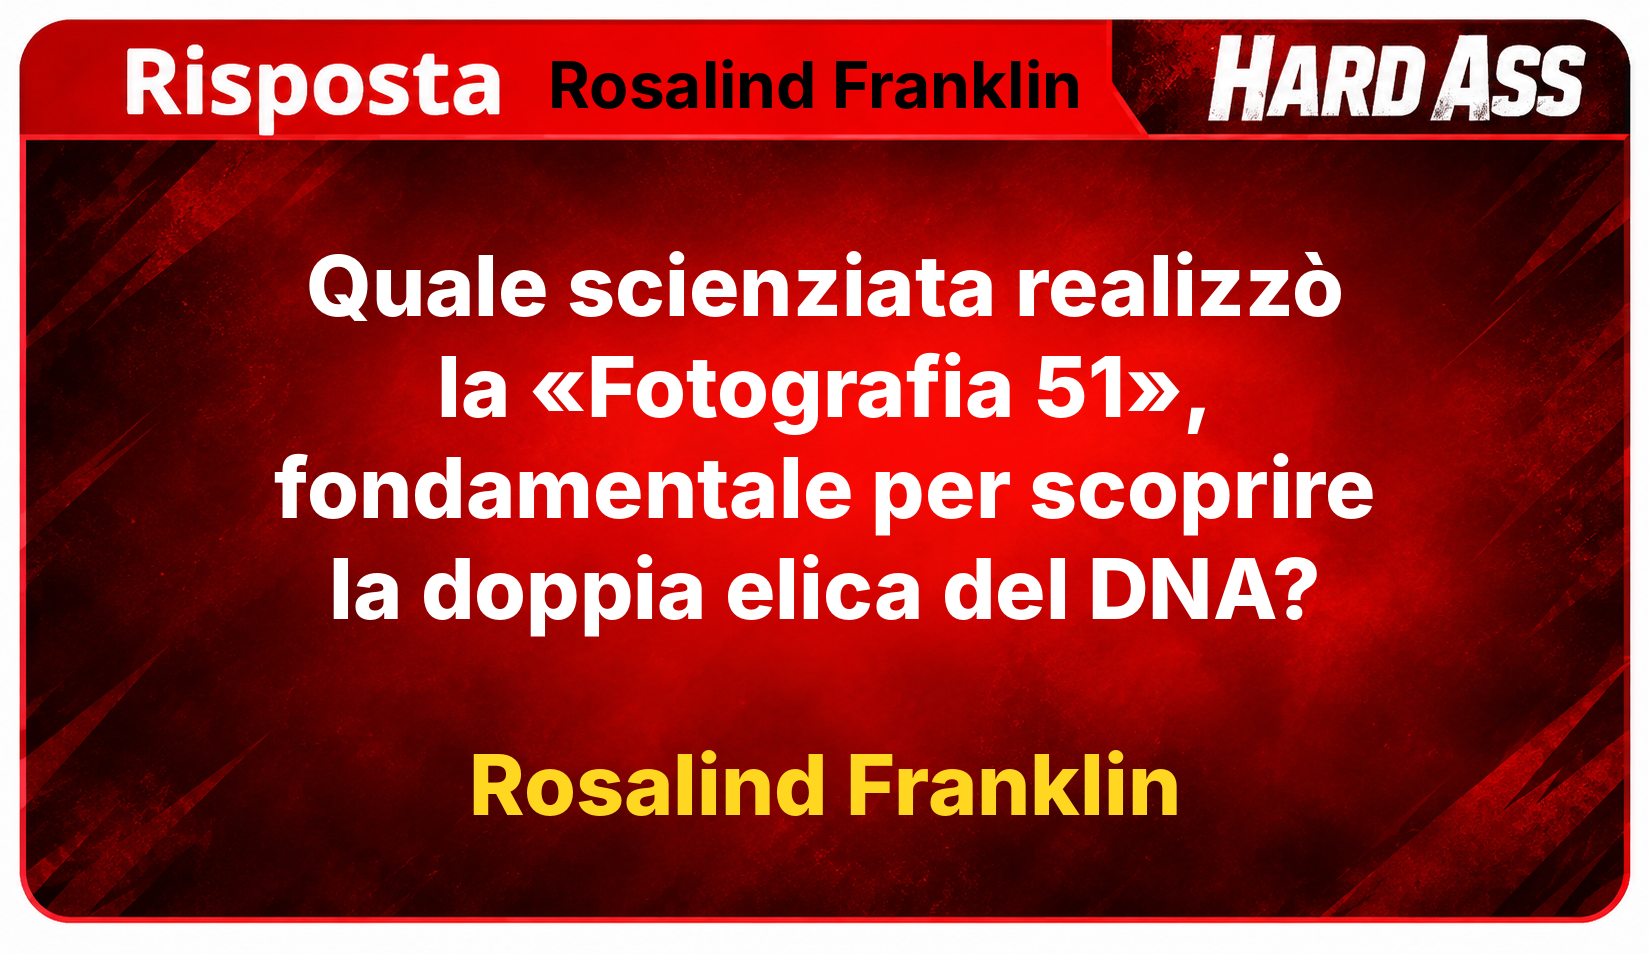 Risposta Rosalind Franklin HARD ASS
Quale scienziata realizzò
la «Fotografia 51»,
fondamentale per scoprire
la doppia elica del DNA?
Rosalind Franklin